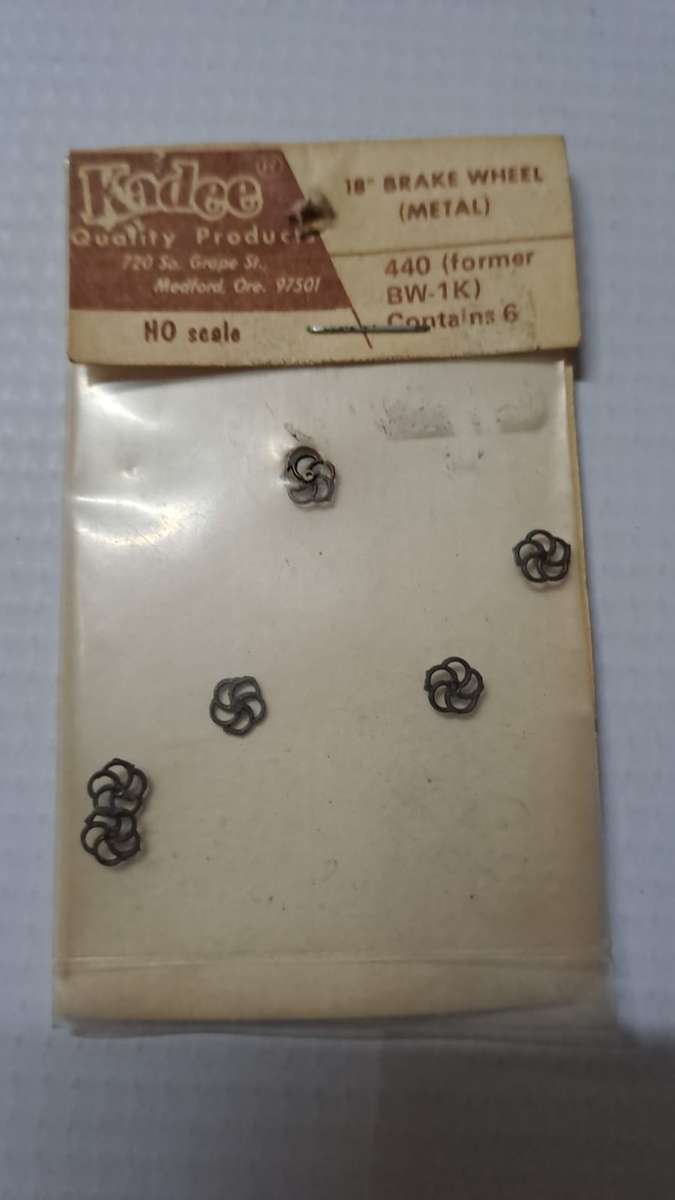 Kadee
Quality Products
720 So. Grape St.,
Medford, Ore. 97501
HO scale
18" BRAKE WHEEL
(METAL)
440 (former
BW-1K)
Contains 6